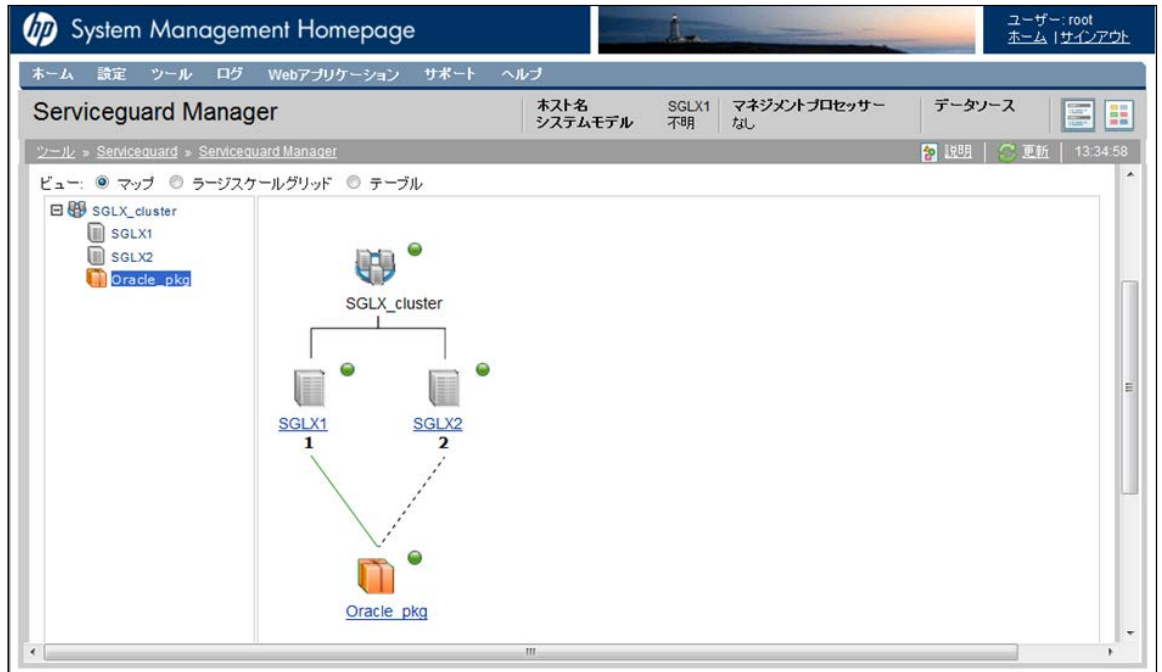 hp System Management Homepage
ユーザー: root
ホーム | サインアウト
ホーム 設定 ツール ログ Webアプリケーション サポート ヘルプ
Serviceguard Manager
ホスト名 SGLX1 マネジメントプロセッサー データソース
システムモデル 不明 なし
ツール » Serviceguard » Serviceguard Manager 説明 | 更新 | 13:34:58
ビュー: マップ ラージスケールグリッド テーブル
SGLX_cluster
SGLX1
SGLX2
Oracle_pkg
SGLX_cluster
SGLX1 SGLX2
1 2
Oracle_pkg